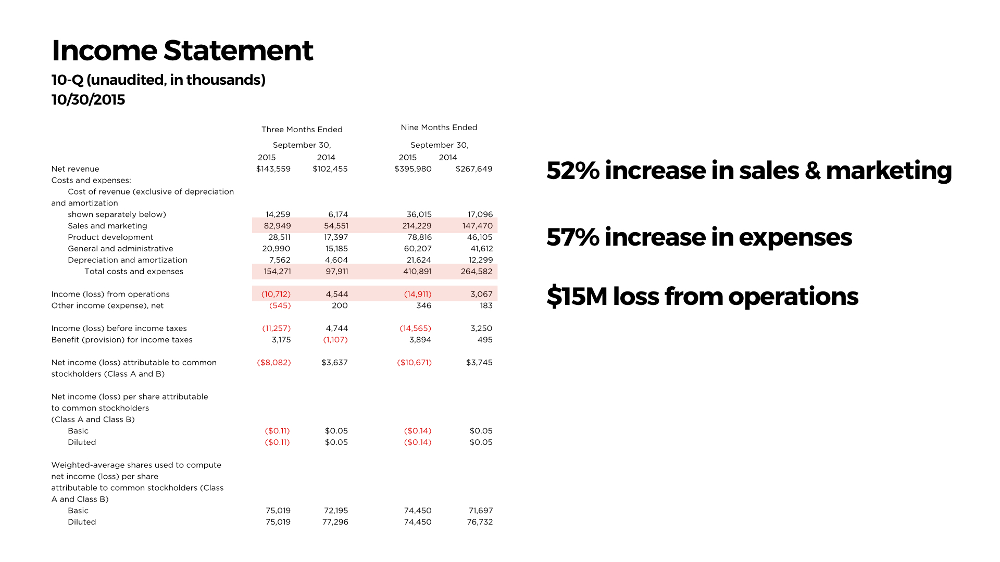 Income Statement
10-Q (unaudited, in thousands)
10/30/2015
Three Months Ended Nine Months Ended
September 30, September 30,
2015 2014 2015 2014
Net revenue $143,559 $102,455 $395,980 $267,649
Costs and expenses:
Cost of revenue (exclusive of depreciation
and amortization
shown separately below) 14,259 6,174 36,015 17,096
Sales and marketing 82,949 54,551 214,229 147,470
Product development 28,511 17,397 78,816 46,105
General and administrative 20,990 15,185 60,207 41,612
Depreciation and amortization 7,562 4,604 21,624 12,299
Total costs and expenses 154,271 97,911 410,891 264,582
Income (loss) from operations (10,712) 4,544 (14,911) 3,067
Other income (expense), net (545) 200 346 183
Income (loss) before income taxes (11,257) 4,744 (14,565) 3,250
Benefit (provision) for income taxes 3,175 (1,107) 3,894 495
Net income (loss) attributable to common ($8,082) $3,637 ($10,671) $3,745
stockholders (Class A and B)
Net income (loss) per share attributable
to common stockholders
(Class A and Class B)
Basic ($0.11) $0.05 ($0.14) $0.05
Diluted ($0.11) $0.05 ($0.14) $0.05
Weighted-average shares used to compute
net income (loss) per share
attributable to common stockholders (Class
A and Class B)
Basic 75,019 72,195 74,450 71,697
Diluted 75,019 77,296 74,450 76,732
52% increase in sales & marketing
57% increase in expenses
$15M loss from operations